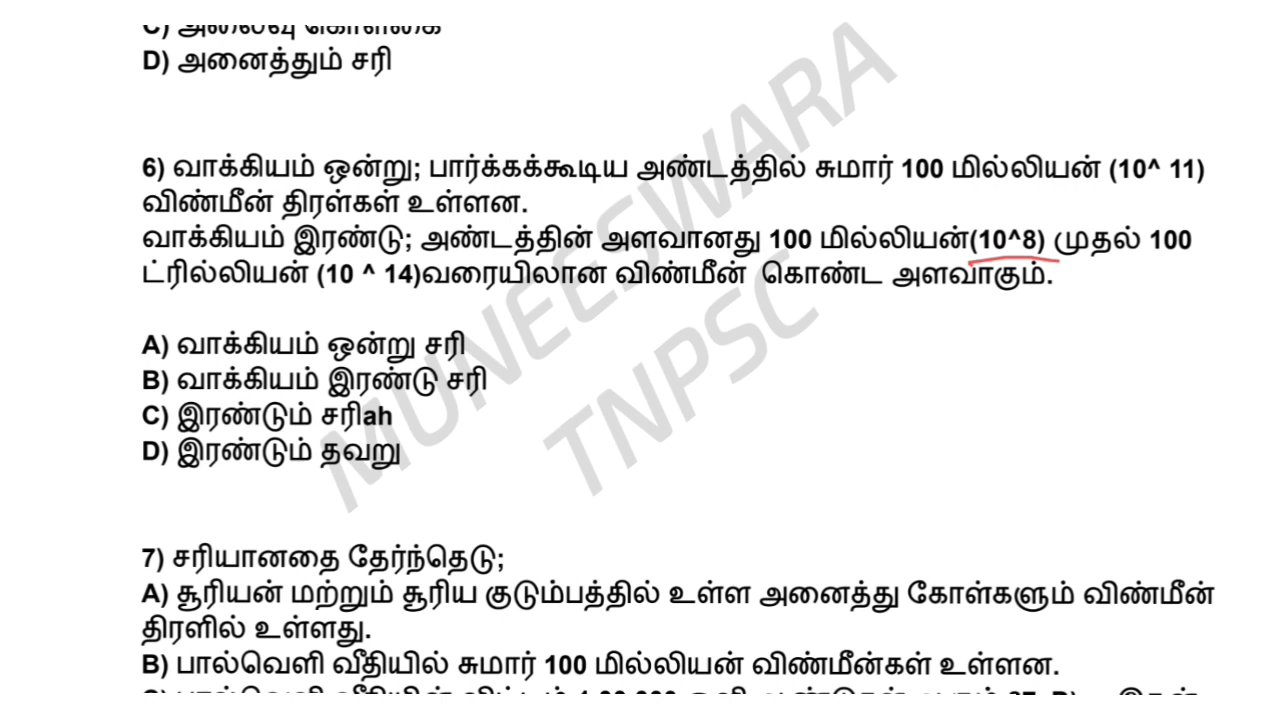 D) அனைத்தும் சரி
6) வாக்கியம் ஒன்று; பார்க்கக்கூடிய அண்டத்தில் சுமார் 100 மில்லியன் (10^ 11)
விண்மீன் திரள்கள் உள்ளன.
வாக்கியம் இரண்டு; அண்டத்தின் அளவானது 100 மில்லியன்(10^8) முதல் 100
ட்ரில்லியன் (10 ^ 14)வரையிலான விண்மீன் கொண்ட அளவாகும்.
A) வாக்கியம் ஒன்று சரி
B) வாக்கியம் இரண்டு சரி
C) இரண்டும் சரிah
D) இரண்டும் தவறு
MUNEESWARA
TNPSC
7) சரியானதை தேர்ந்தெடு;
A) சூரியன் மற்றும் சூரிய குடும்பத்தில் உள்ள அனைத்து கோள்களும் விண்மீன்
திரளில் உள்ளது.
B) பால்வெளி வீதியில் சுமார் 100 மில்லியன் விண்மீன்கள் உள்ளன.